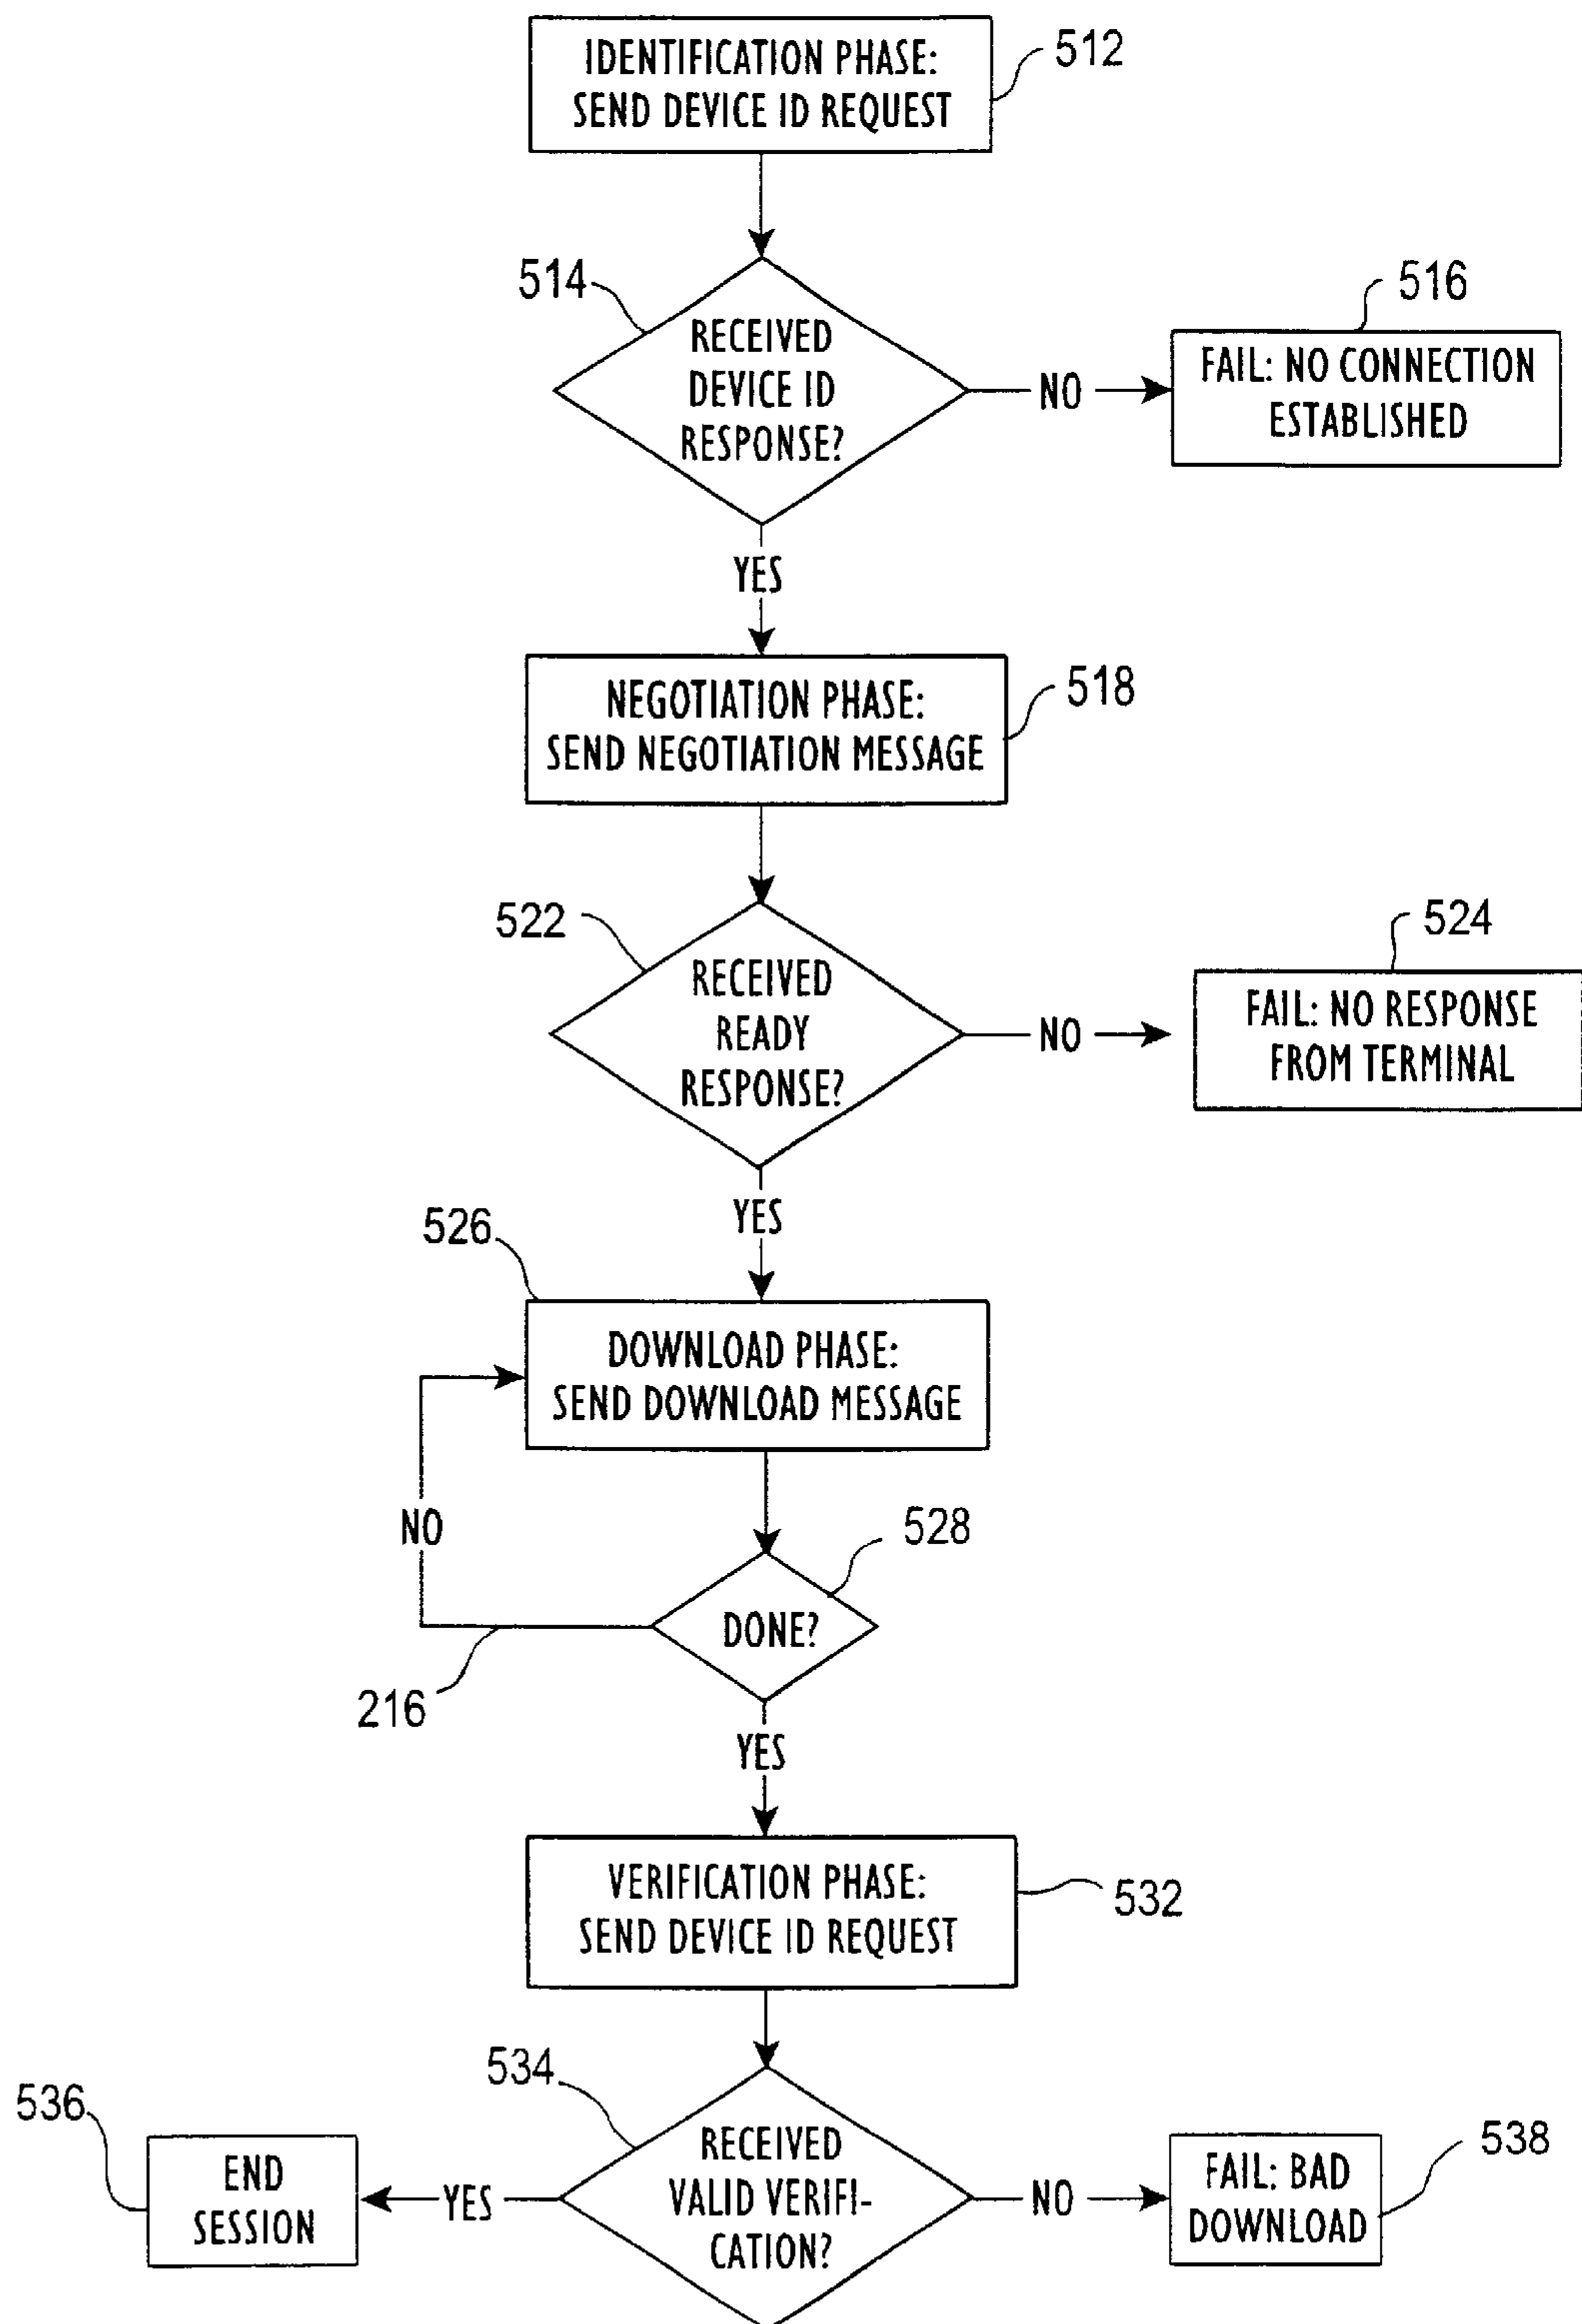 IDENTIFICATION PHASE:
SEND DEVICE ID REQUEST
512
514
RECEIVED
DEVICE ID
RESPONSE?
NO
516
FAIL: NO CONNECTION
ESTABLISHED
YES
NEGOTIATION PHASE:
SEND NEGOTIATION MESSAGE
518
522
RECEIVED
READY
RESPONSE?
NO
524
FAIL: NO RESPONSE
FROM TERMINAL
YES
526
DOWNLOAD PHASE:
SEND DOWNLOAD MESSAGE
NO
528
DONE?
216
YES
VERIFICATION PHASE:
SEND DEVICE ID REQUEST
532
534
RECEIVED
VALID VERIFI-
CATION?
536
END
SESSION
YES
NO
538
FAIL: BAD
DOWNLOAD